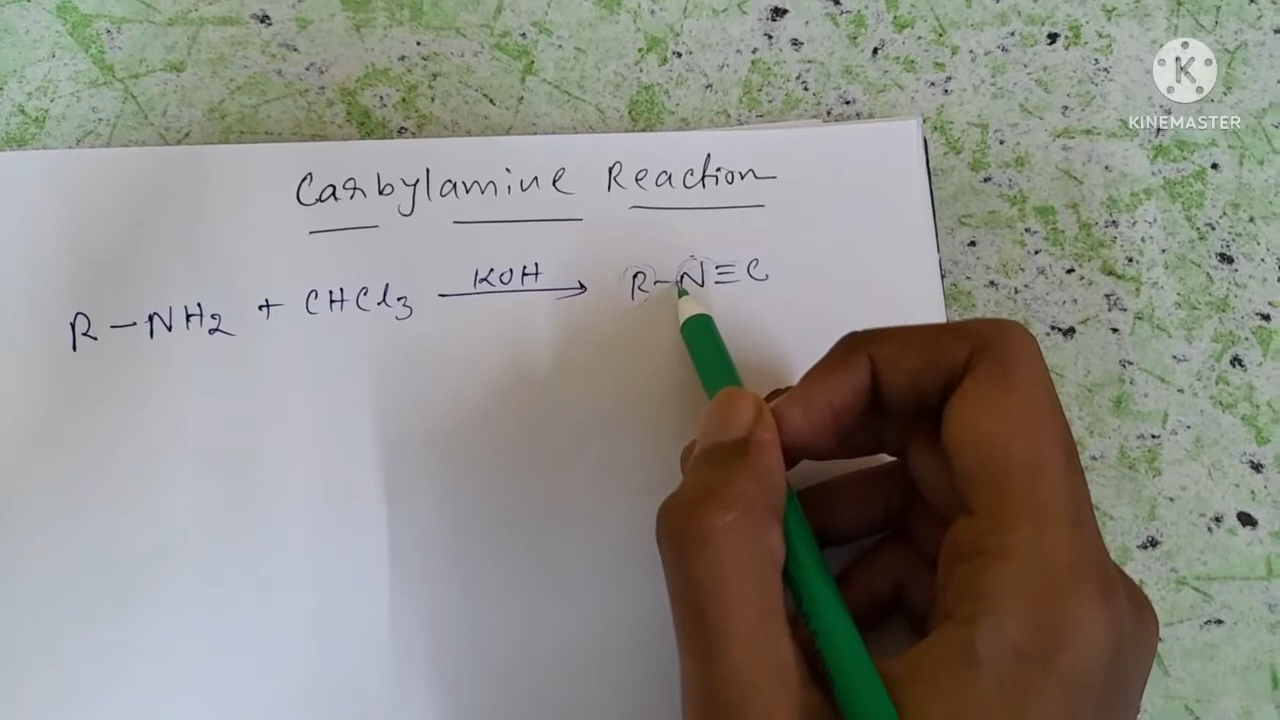 Carbylamine Reaction
R-NH2 + CHCl3 KOH → R-N≡C
K
KINEMASTER